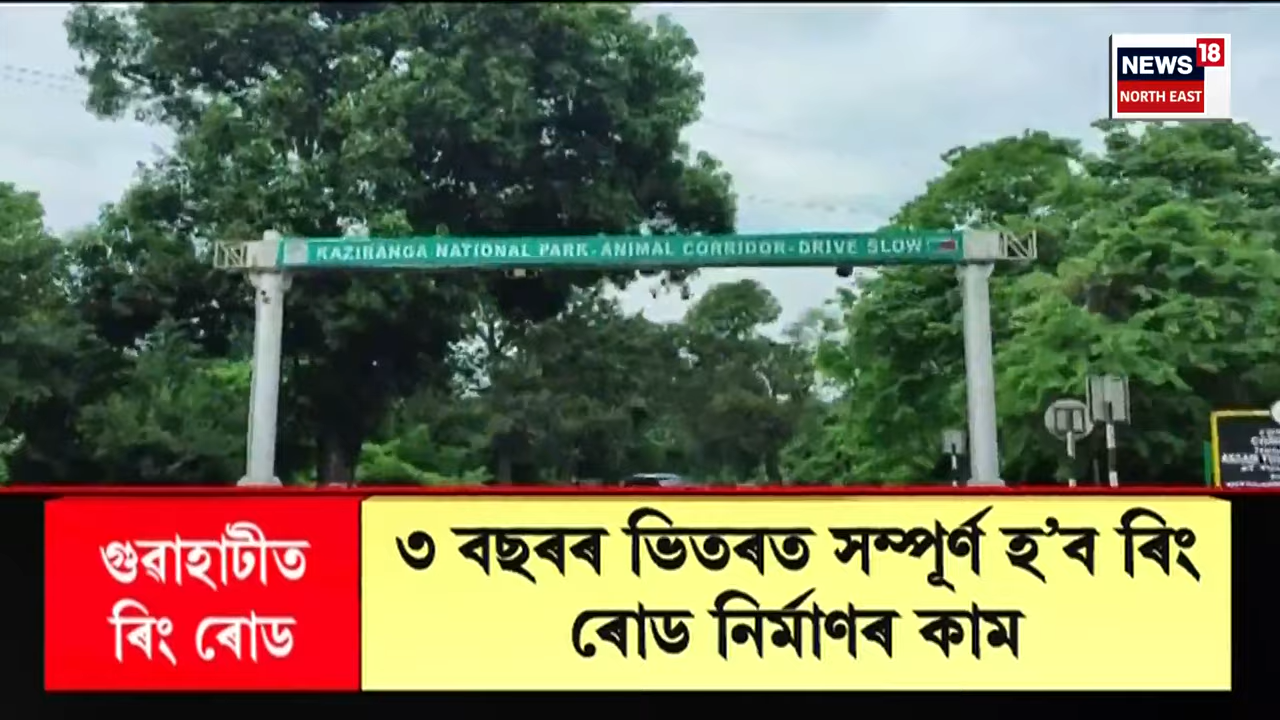 NEWS 18
NORTH EAST
KAZIRANGA NATIONAL PARK-ANIMAL CORRIDOR-DRIVE SLOW
গুৱাহাটীত
ৰিং ৰোড
৩ বছৰৰ ভিতৰত সম্পূৰ্ণ হ’ব ৰিং
ৰোড নিৰ্মাণৰ কাম